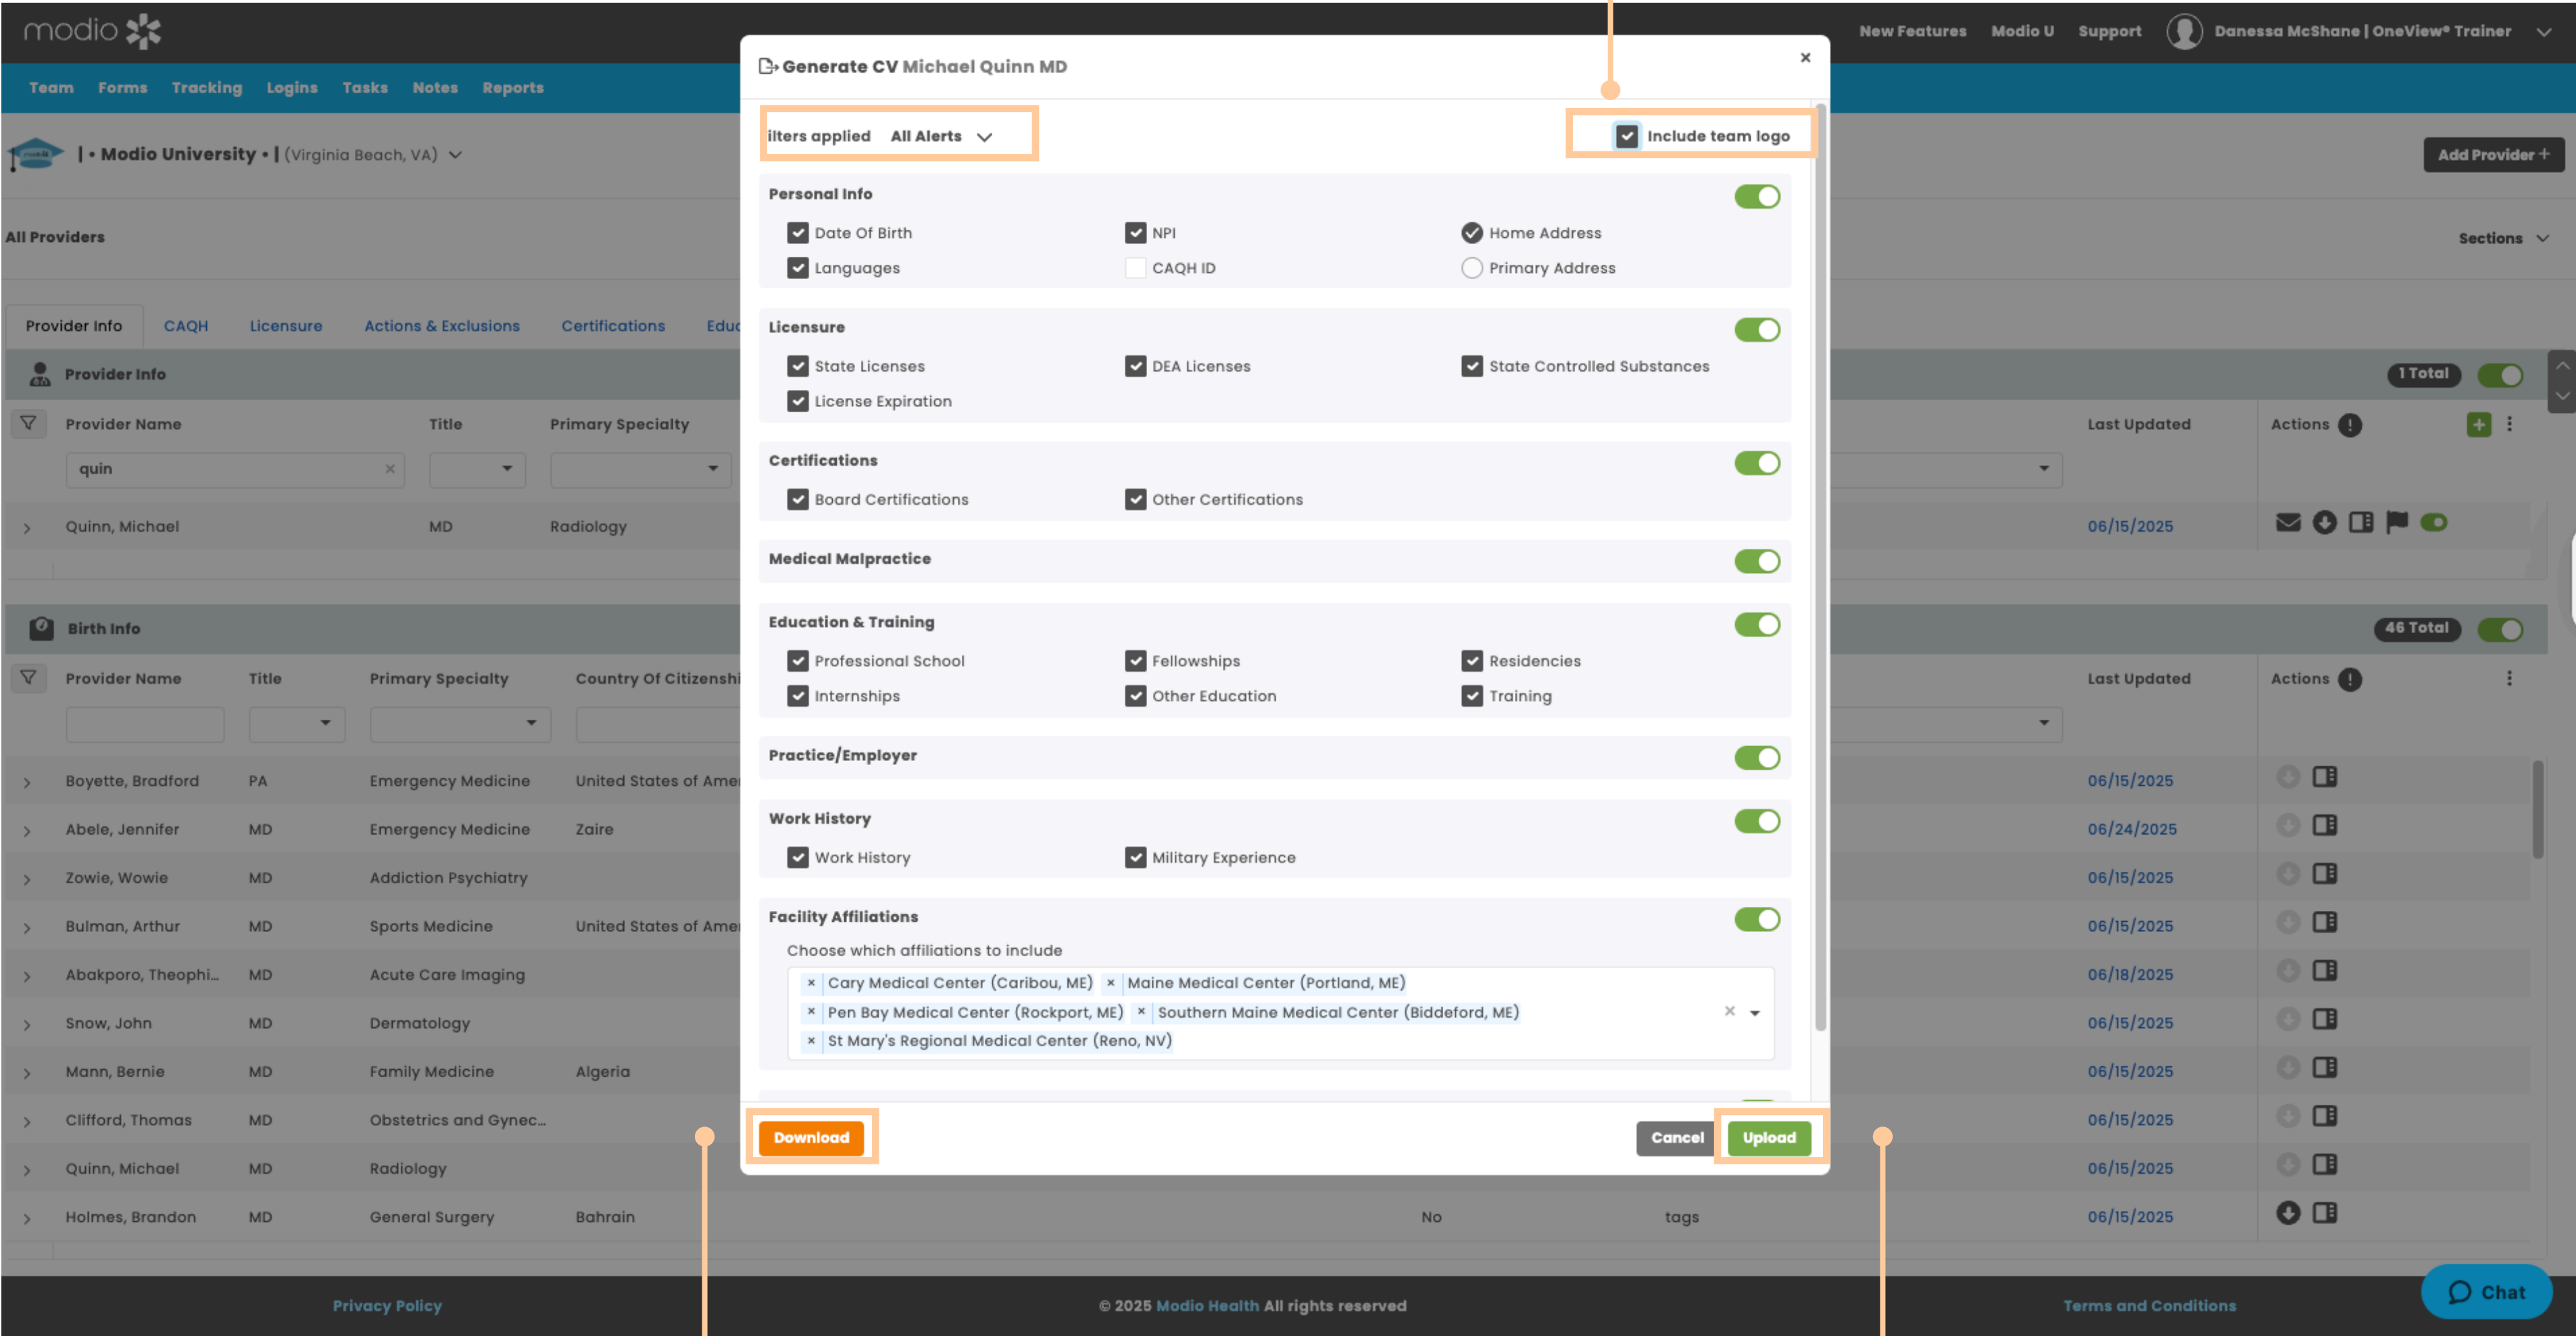 modio
New Features Modio U Support Danessa McShane | OneView® Trainer
Team Forms Tracking Logins Tasks Notes Reports
| • Modio University • | (Virginia Beach, VA)
Add Provider +
All Providers
Sections
Provider Info CAQH Licensure Actions & Exclusions Certifications Educ
Provider Info
1 Total
Provider Name Title Primary Specialty Last Updated Actions
quin
Quinn, Michael MD Radiology 06/15/2025
Birth Info
46 Total
Provider Name Title Primary Specialty Country Of Citizenshi Last Updated Actions
Boyette, Bradford PA Emergency Medicine United States of Ame 06/15/2025
Abele, Jennifer MD Emergency Medicine Zaire 06/24/2025
Zowie, Wowie MD Addiction Psychiatry 06/15/2025
Bulman, Arthur MD Sports Medicine United States of Ame 06/15/2025
Abakporo, Theophi... MD Acute Care Imaging 06/18/2025
Snow, John MD Dermatology 06/15/2025
Mann, Bernie MD Family Medicine Algeria 06/15/2025
Clifford, Thomas MD Obstetrics and Gynec... 06/15/2025
Quinn, Michael MD Radiology 06/15/2025
Holmes, Brandon MD General Surgery Bahrain No tags 06/15/2025
Generate CV Michael Quinn MD
ilters applied All Alerts
Include team logo
Personal Info
Date Of Birth NPI Home Address
Languages CAQH ID Primary Address
Licensure
State Licenses DEA Licenses State Controlled Substances
License Expiration
Certifications
Board Certifications Other Certifications
Medical Malpractice
Education & Training
Professional School Fellowships Residencies
Internships Other Education Training
Practice/Employer
Work History
Work History Military Experience
Facility Affiliations
Choose which affiliations to include
× Cary Medical Center (Caribou, ME) × Maine Medical Center (Portland, ME)
× Pen Bay Medical Center (Rockport, ME) × Southern Maine Medical Center (Biddeford, ME)
× St Mary's Regional Medical Center (Reno, NV)
Download Cancel Upload
Privacy Policy © 2025 Modio Health All rights reserved Terms and Conditions
Chat